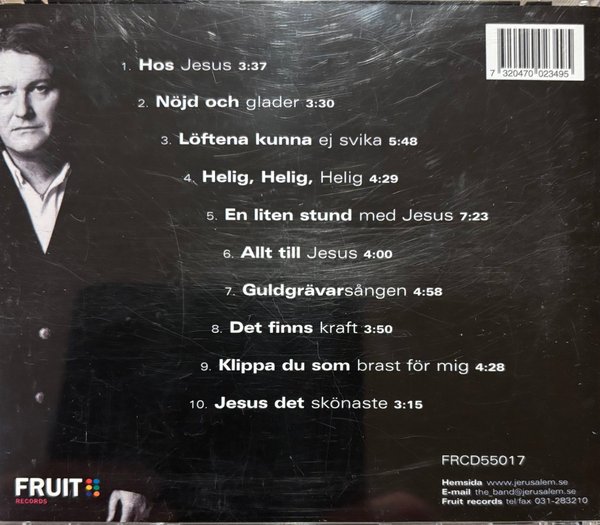 1. Hos Jesus 3:37
2. Nöjd och glader 3:30
3. Löftena kunna ej svika 5:48
4. Helig, Helig, Helig 4:29
5. En liten stund med Jesus 7:23
6. Allt till Jesus 4:00
7. Guldgrävarsången 4:58
8. Det finns kraft 3:50
9. Klippa du som brast för mig 4:28
10. Jesus det skönaste 3:15
7 320470 023495
FRCD55017
Hemsida www.jerusalem.se
E-mail the_band@jerusalem.se
Fruit records tel/fax 031-283210
FRUIT
RECORDS